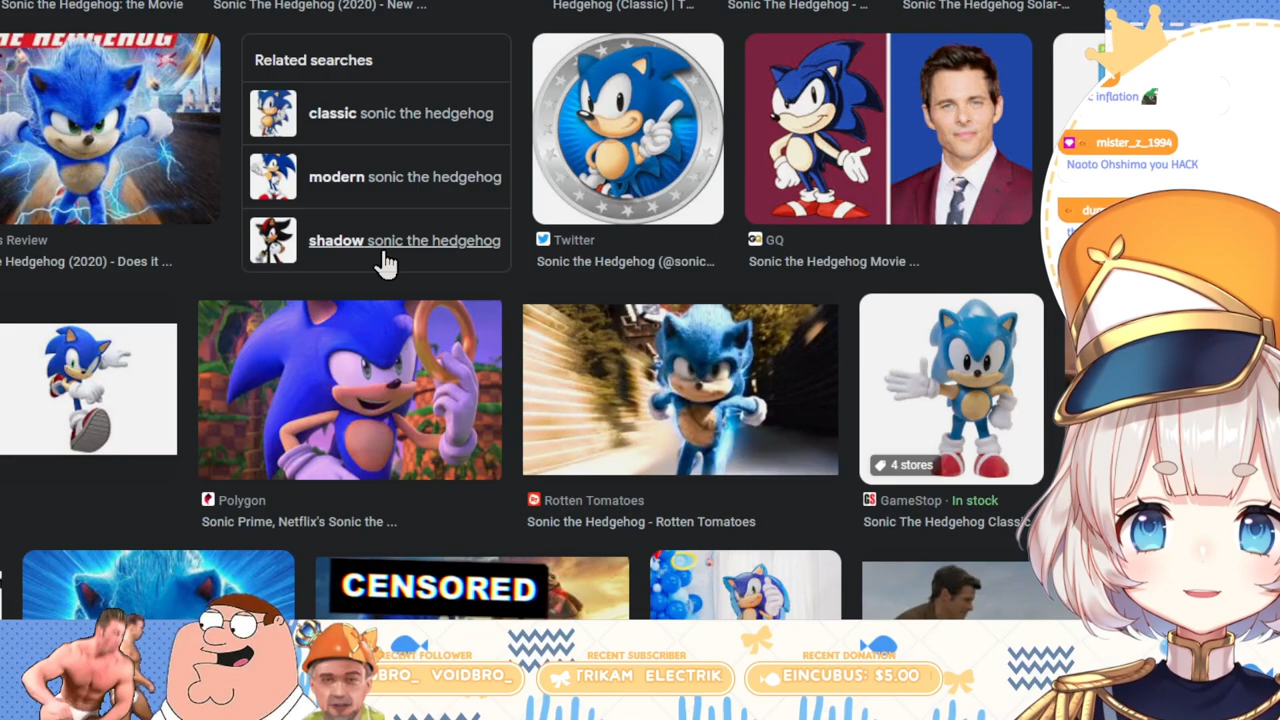 Sonic the Hedgehog: the Movie
Sonic The Hedgehog (2020) - New ...
Hedgehog (Classic) | T...
Sonic the Hedgehog - ...
Sonic The Hedgehog Solar-...
HE HEDGEHOG
Related searches
classic sonic the hedgehog
modern sonic the hedgehog
shadow sonic the hedgehog
inflation
mister_z_1994
Naoto Ohshima you HACK
s Review
e Hedgehog (2020) - Does it ...
Twitter
Sonic the Hedgehog (@sonic...
GQ
Sonic the Hedgehog Movie ...
4 stores
Polygon
Sonic Prime, Netflix's Sonic the ...
Rotten Tomatoes
Sonic the Hedgehog - Rotten Tomatoes
GameStop · In stock
Sonic The Hedgehog Classic
CENSORED
RECENT FOLLOWER
BRO_ VOIDBRO_
RECENT SUBSCRIBER
TRIKAM ELECTRIK
RECENT DONATION
EINCUBUS: $5.00